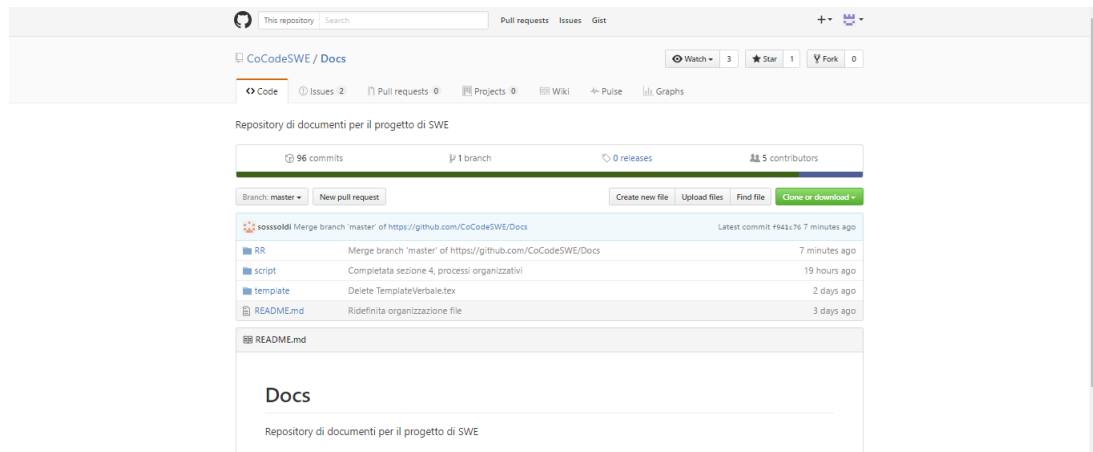 This repository Search Pull requests Issues Gist
CoCodeSWE / Docs Watch 3 Star 1 Fork 0
Code Issues 2 Pull requests 0 Projects 0 Wiki Pulse Graphs
Repository di documenti per il progetto di SWE
96 commits 1 branch 0 releases 5 contributors
Branch: master New pull request Create new file Upload files Find file Clone or download
sosssoldi Merge branch 'master' of https://github.com/CoCodeSWE/Docs Latest commit f941c76 7 minutes ago
RR Merge branch 'master' of https://github.com/CoCodeSWE/Docs 7 minutes ago
script Completata sezione 4, processi organizzativi 19 hours ago
template Delete TemplateVerbale.tex 2 days ago
README.md Ridefinita organizzazione file 3 days ago
README.md
Docs
Repository di documenti per il progetto di SWE